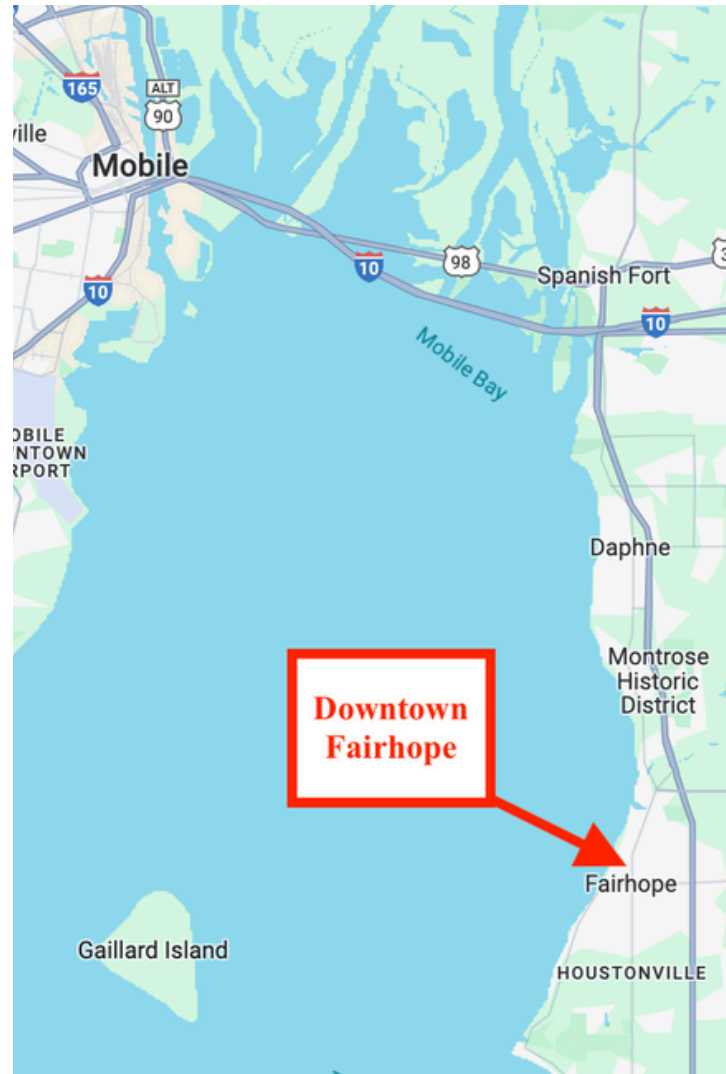 165
ALT
90
ville
Mobile
10
98
3
10
Spanish Fort
10
Mobile Bay
OBILE
NTOWN
RPORT
Daphne
Montrose
Historic
District
Downtown
Fairhope
Fairhope
Gaillard Island
HOUSTONVILLE